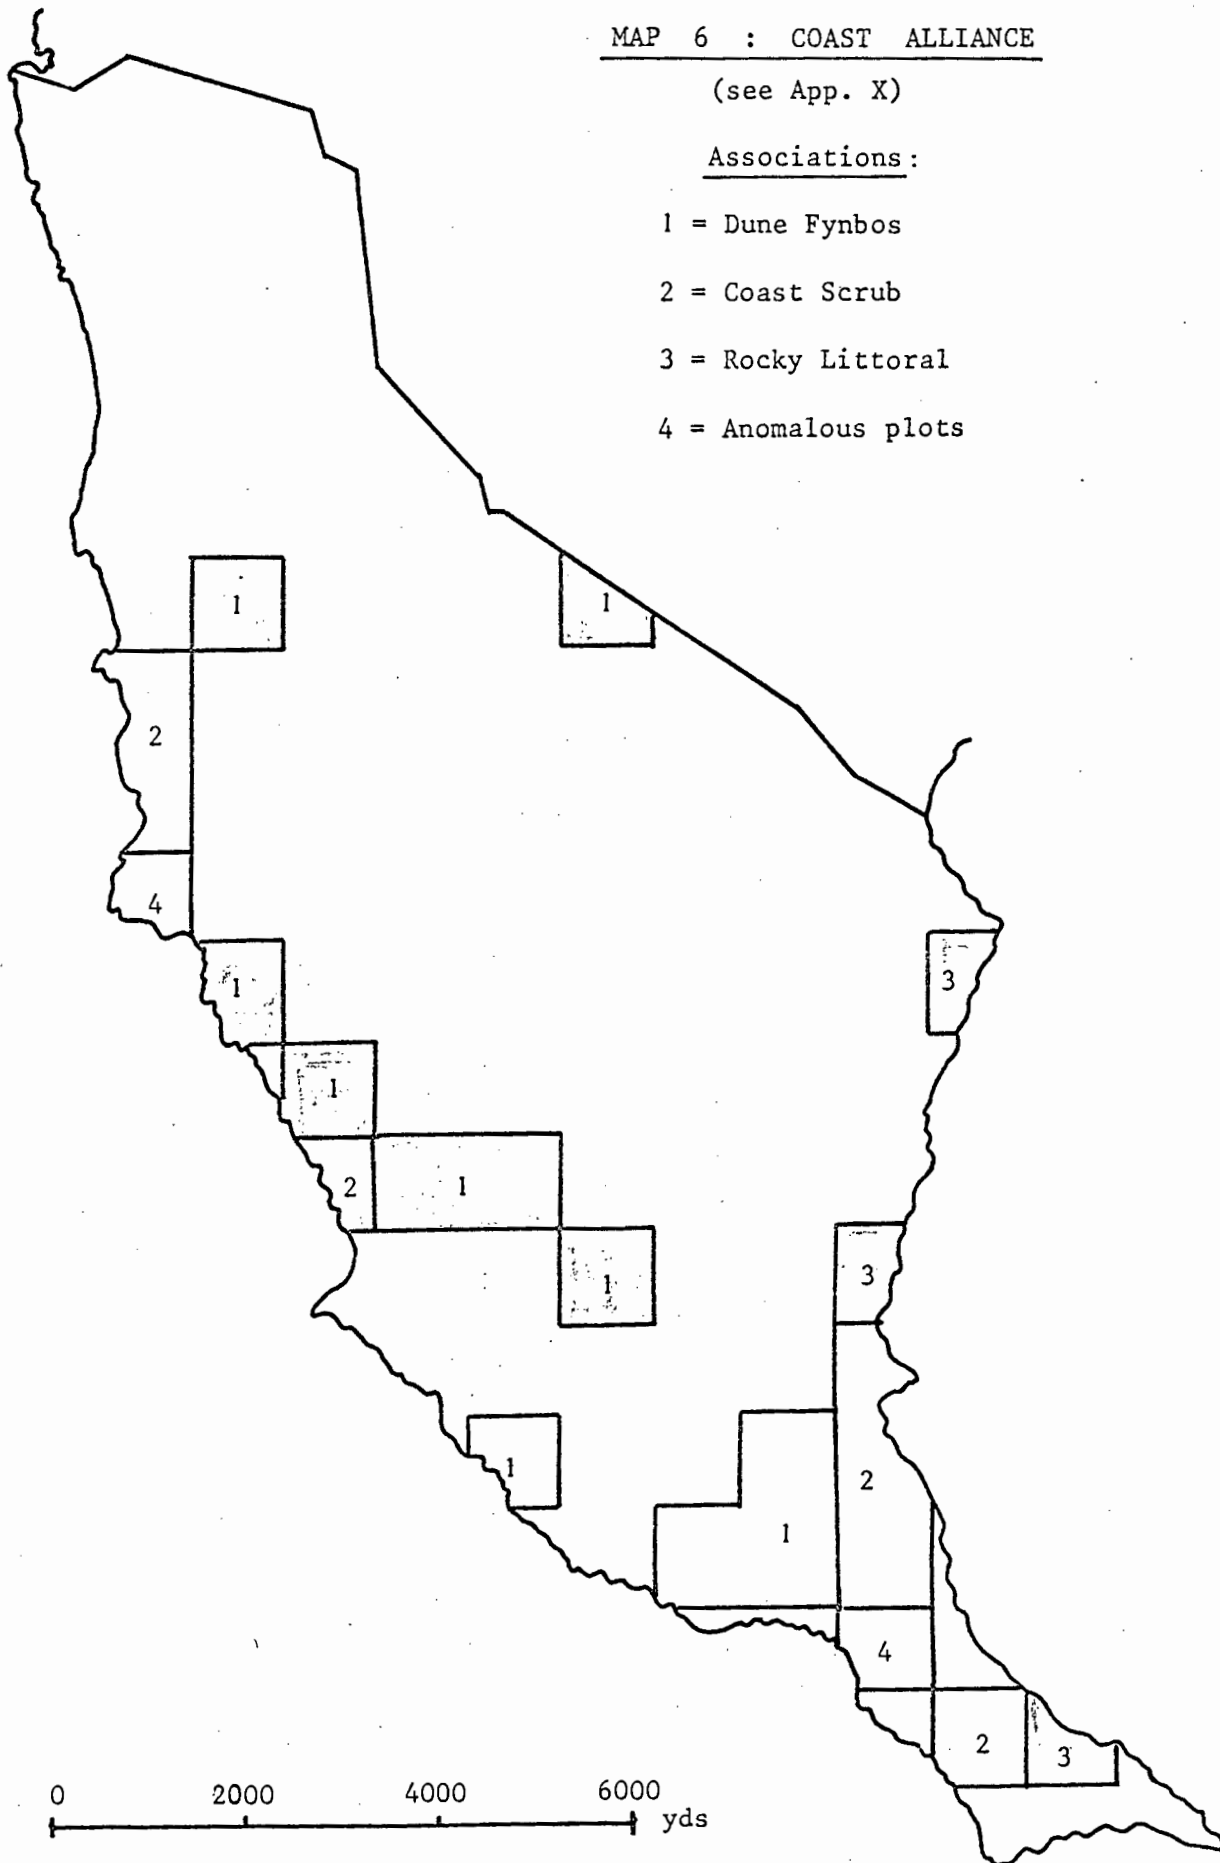 MAP 6 : COAST ALLIANCE
(see App. X)
Associations:
1 = Dune Fynbos
2 = Coast Scrub
3 = Rocky Littoral
4 = Anomalous plots
1
1
2
4
1
3
1
2
1
3
1
1
2
1
4
2
3
0 2000 4000 6000 yds